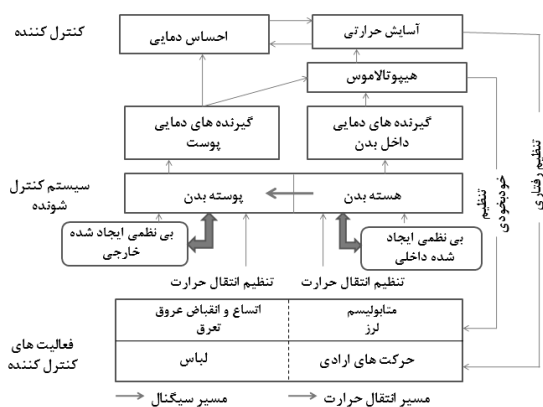 کنترل کننده
آسایش حرارتی
احساس دمایی
هیپوتالاموس
گیرنده های دمایی
داخل بدن
گیرنده های دمایی
پوست
سیستم کنترل
شونده
هسته بدن
پوسته بدن
بی نظمی ایجاد
شده داخلی
بی نظمی ایجاد شده
خارجی
تنظیم انتقال حرارت
تنظیم انتقال حرارت
تنظیم
خودبخودی
تنظیم رفتاری
فعالیت های
کنترل کننده
متابولیسم
لرز
اتساع و انقباض عروق
تعرق
حرکت های ارادی
لباس
مسیر انتقال حرارت
مسیر سیگنال